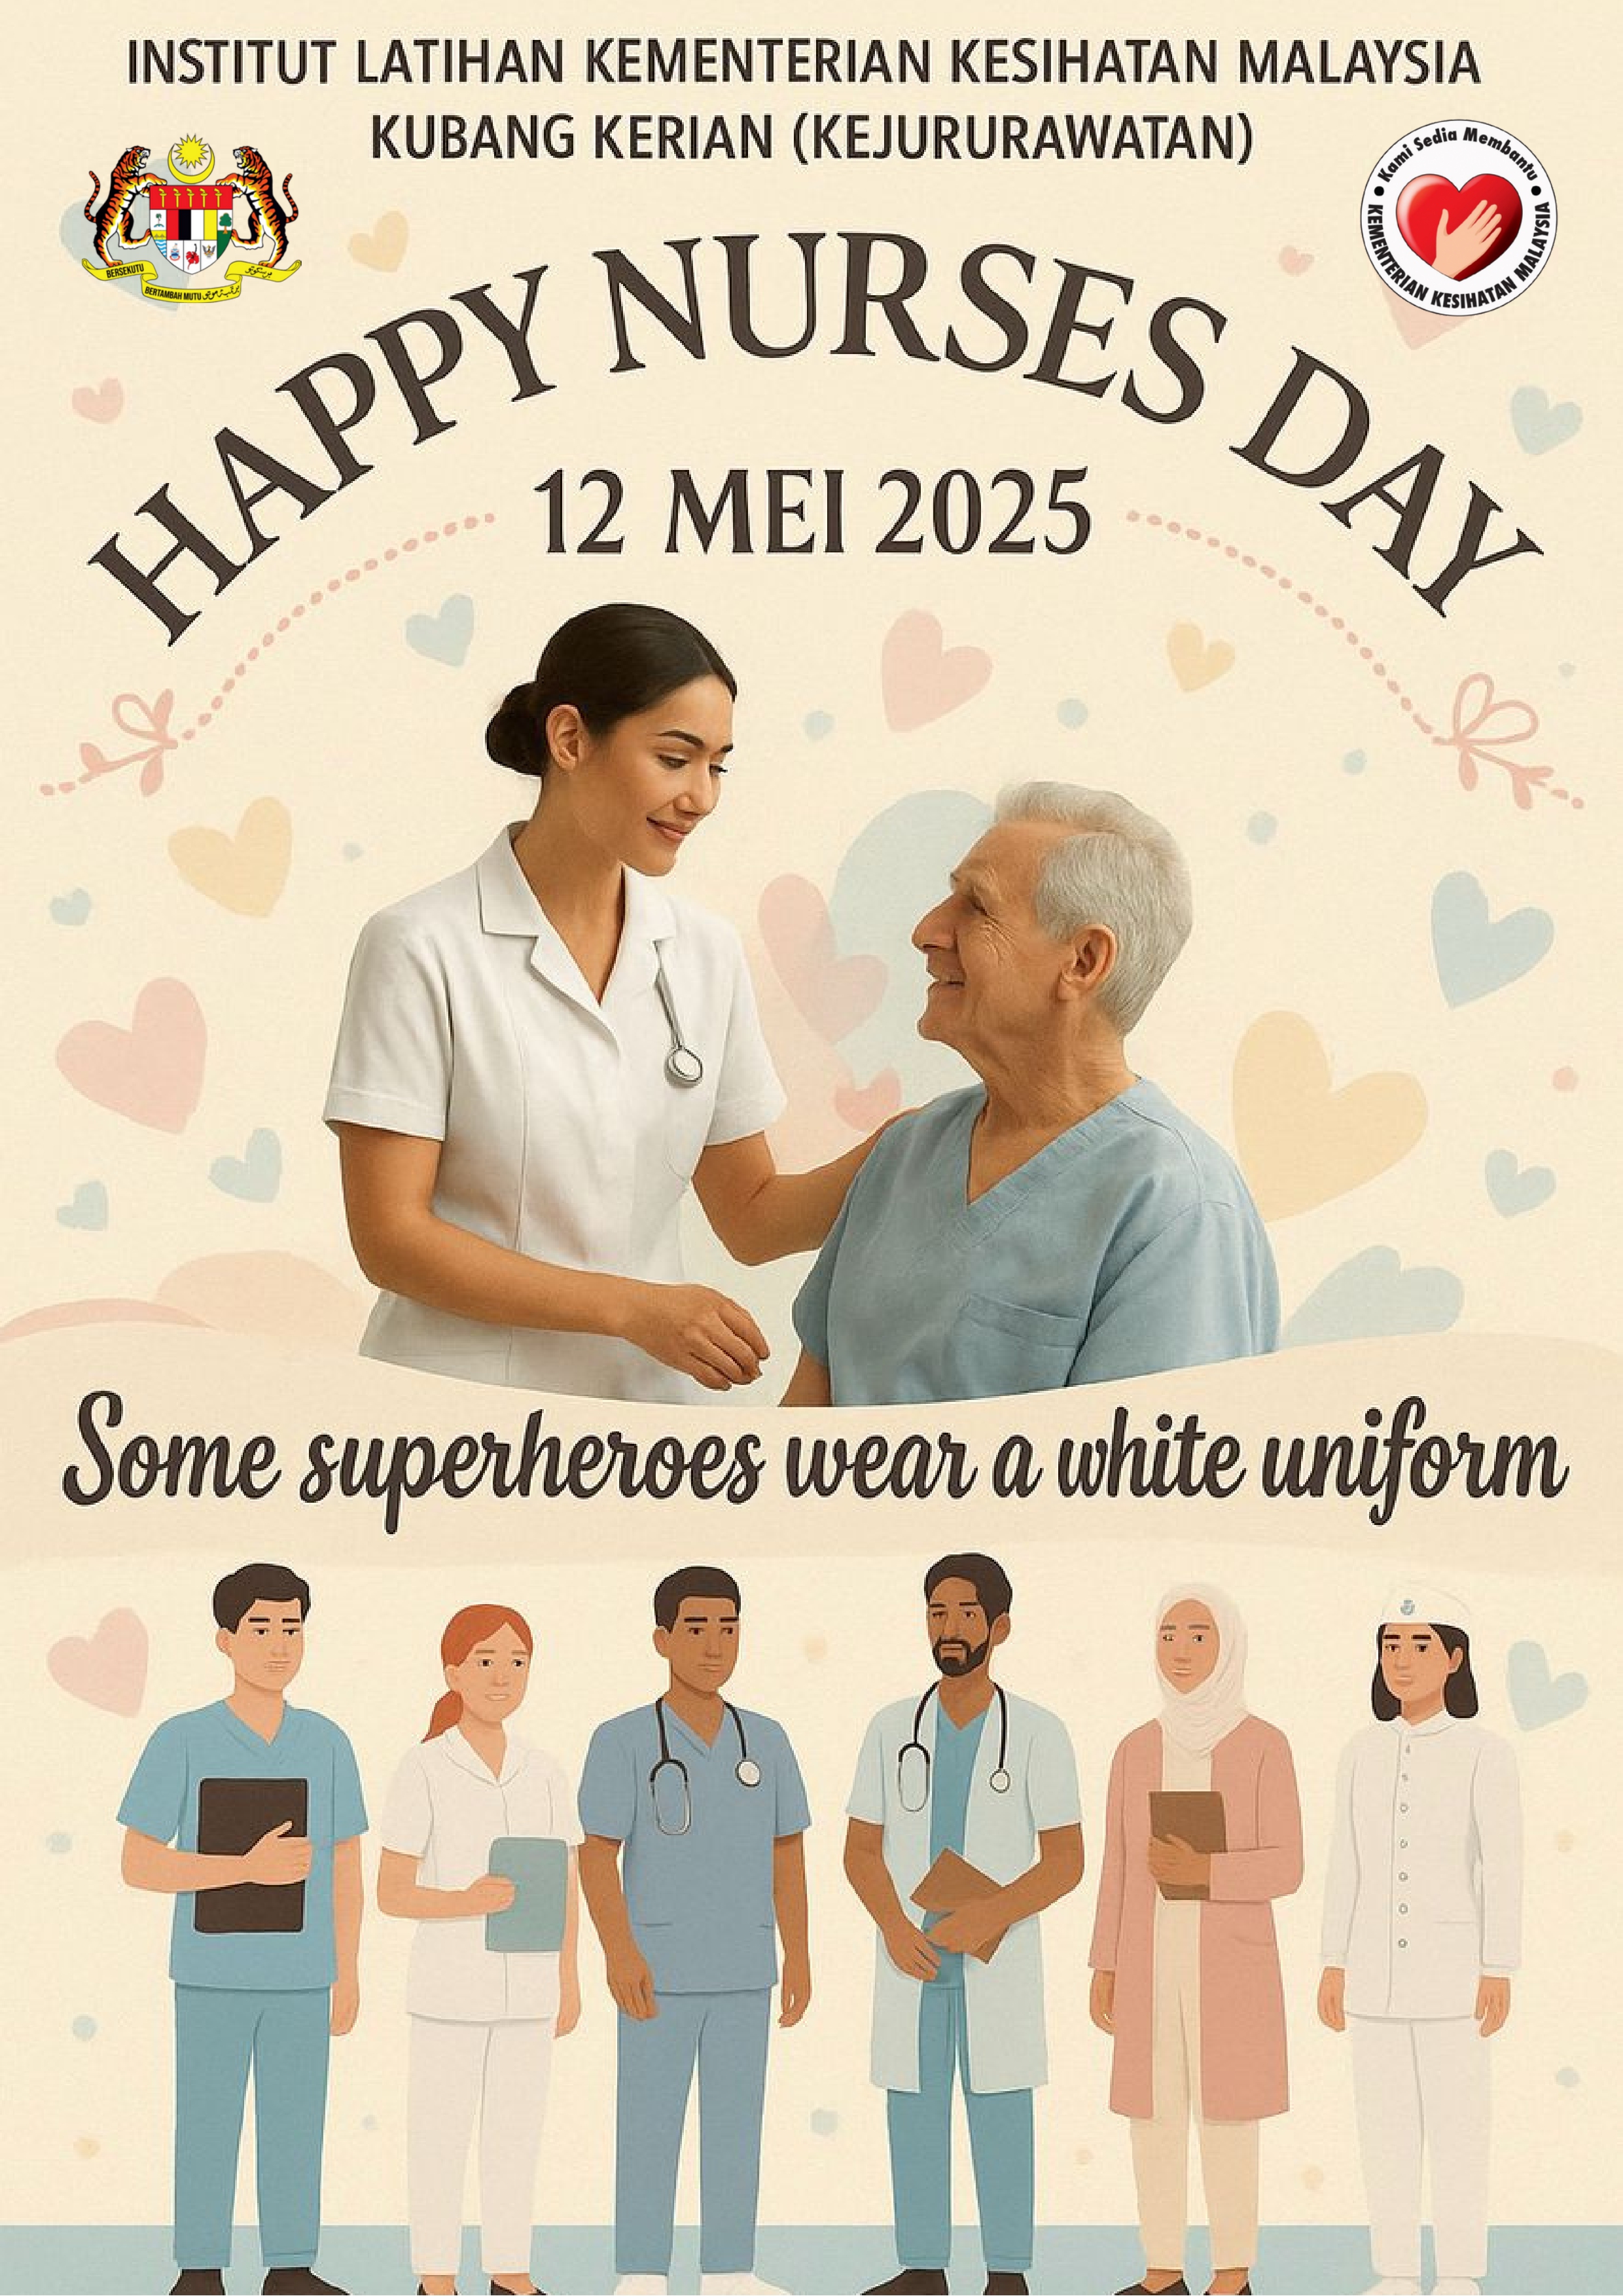 INSTITUT LATIHAN KEMENTERIAN KESIHATAN MALAYSIA
KUBANG KERIAN (KEJURURAWATAN)
BERSEKUTU
BERTAMBAH MUTU
• Kami Sedia Membantu •
KEMENTERIAN KESIHATAN MALAYSIA
HAPPY NURSES DAY
12 MEI 2025
Some superheroes wear a white uniform